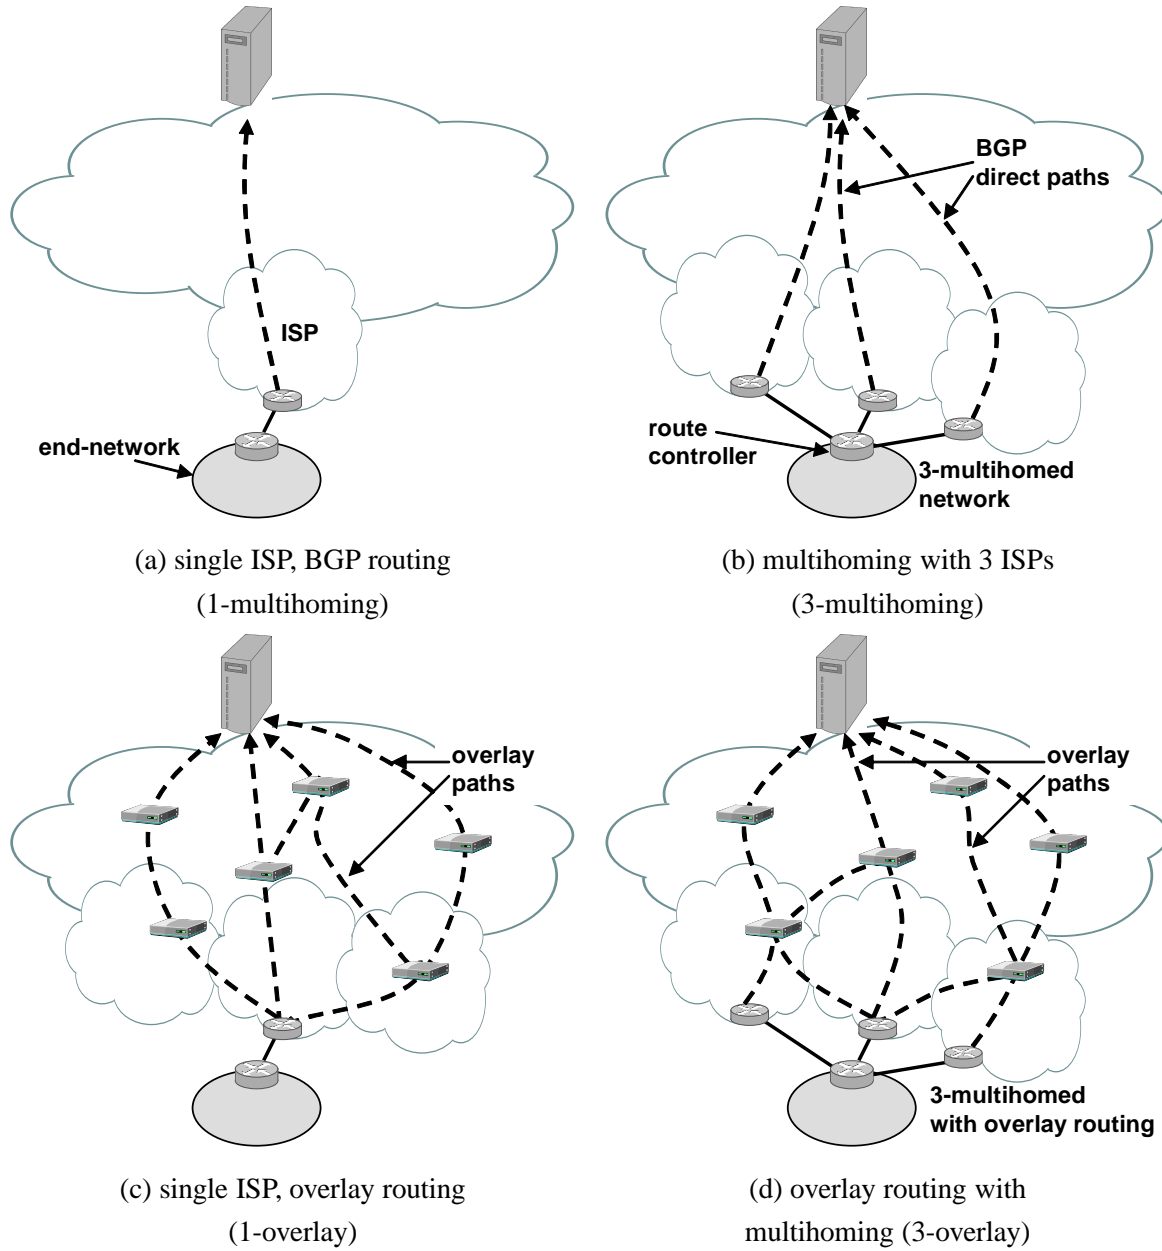 ISP
end-network
(a) single ISP, BGP routing
(1-multihoming)
BGP
direct paths
route
controller
3-multihomed
network
(b) multihoming with 3 ISPs
(3-multihoming)
overlay
paths
(c) single ISP, overlay routing
(1-overlay)
overlay
paths
3-multihomed
with overlay routing
(d) overlay routing with
multihoming (3-overlay)